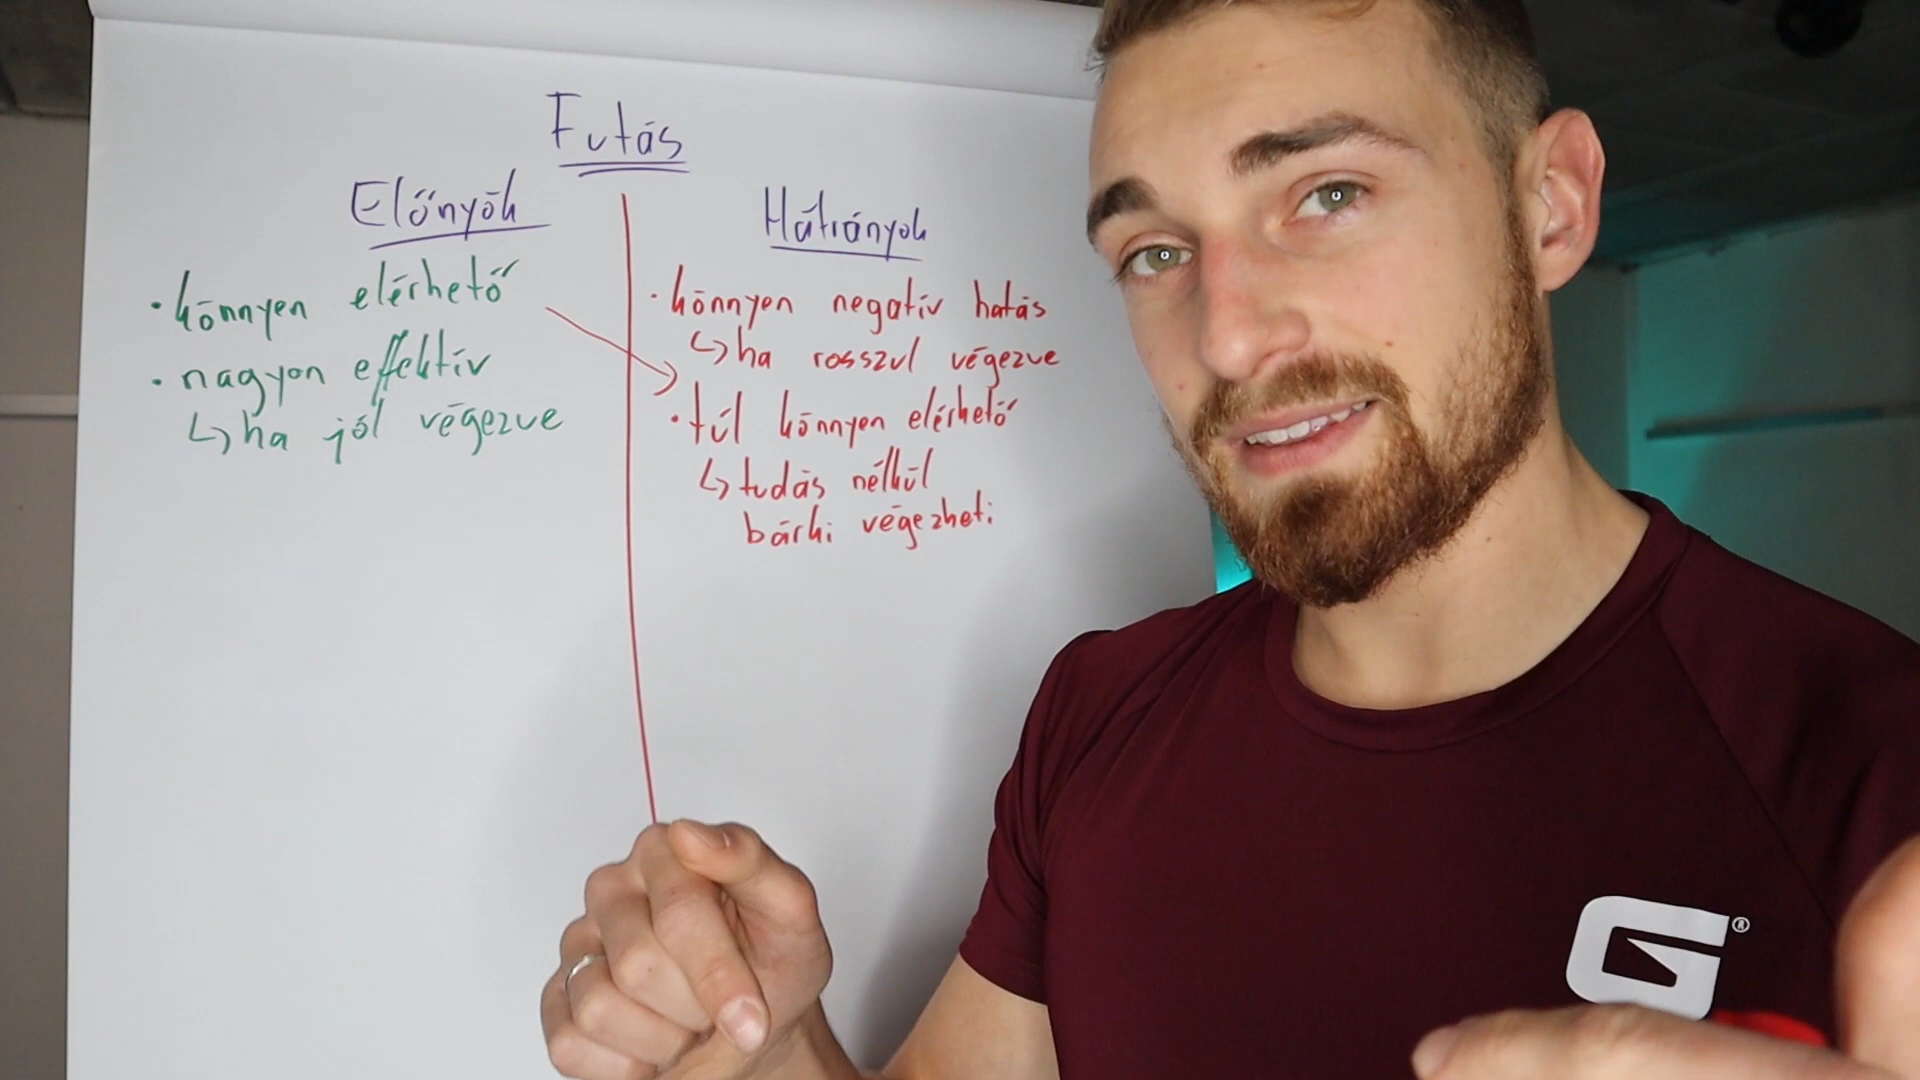 Futás
Előnyök
• könnyen elérhető
• nagyon effektív
↳ ha jól végezve
Hátrányok
• könnyen negatív hatás
↳ ha rosszul végezve
• túl könnyen elérhető
↳ tudás nélkül
bárki végezheti
G®